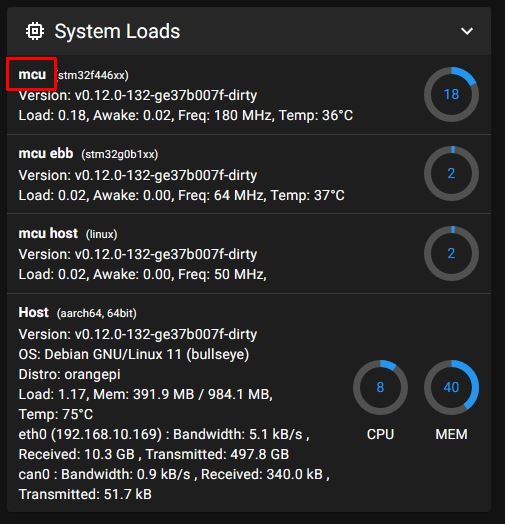 System Loads
mcu (stm32f446xx)
Version: v0.12.0-132-ge37b007f-dirty
Load: 0.18, Awake: 0.02, Freq: 180 MHz, Temp: 36°C
18
mcu ebb (stm32g0b1xx)
Version: v0.12.0-132-ge37b007f-dirty
Load: 0.02, Awake: 0.00, Freq: 64 MHz, Temp: 37°C
2
mcu host (linux)
Version: v0.12.0-132-ge37b007f-dirty
Load: 0.02, Awake: 0.00, Freq: 50 MHz,
2
Host (aarch64, 64bit)
Version: v0.12.0-132-ge37b007f-dirty
OS: Debian GNU/Linux 11 (bullseye)
Distro: orangepi
Load: 1.17, Mem: 391.9 MB / 984.1 MB,
Temp: 75°C
eth0 (192.168.10.169) : Bandwidth: 5.1 kB/s ,
Received: 10.3 GB , Transmitted: 497.8 GB
can0 : Bandwidth: 0.9 kB/s , Received: 340.0 kB ,
Transmitted: 51.7 kB
8
CPU
40
MEM